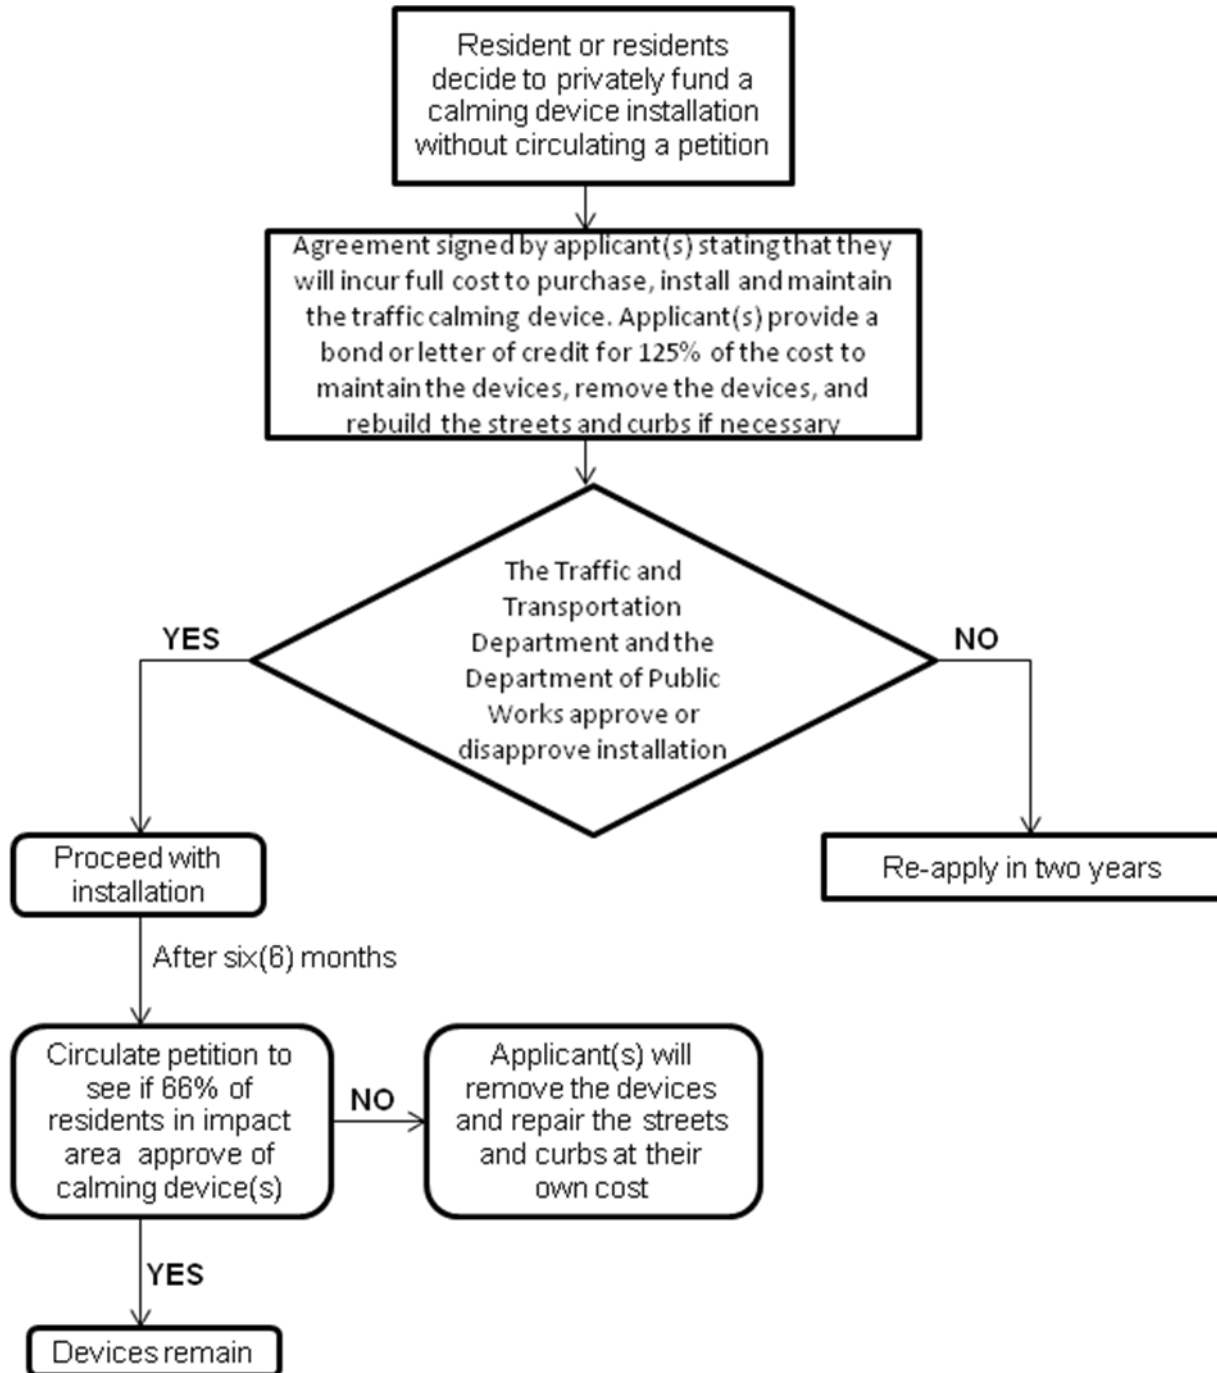 Resident or residents
decide to privately fund a
calming device installation
without circulating a petition
Agreement signed by applicant(s) stating that they
will incur full cost to purchase, install and maintain
the traffic calming device. Applicant(s) provide a
bond or letter of credit for 125% of the cost to
maintain the devices, remove the devices, and
rebuild the streets and curbs if necessary
The Traffic and
Transportation
Department and the
Department of Public
Works approve or
disapprove installation
YES
NO
Proceed with
installation
Re-apply in two years
After six(6) months
Circulate petition to
see if 66% of
residents in impact
area approve of
calming device(s)
NO
Applicant(s) will
remove the devices
and repair the streets
and curbs at their
own cost
YES
Devices remain